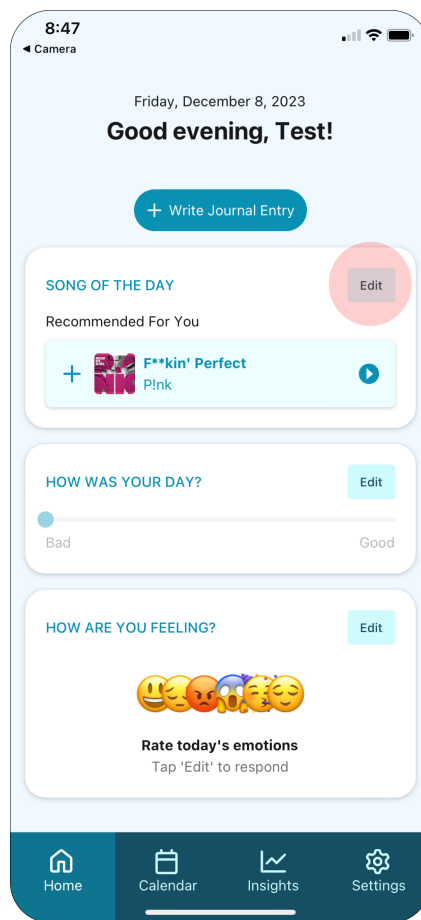 8:47
◀ Camera
Friday, December 8, 2023
Good evening, Test!
+ Write Journal Entry
SONG OF THE DAY
Edit
Recommended For You
F**kin' Perfect
P!nk
HOW WAS YOUR DAY?
Edit
Bad
Good
HOW ARE YOU FEELING?
Edit
Rate today's emotions
Tap 'Edit' to respond
Home
Calendar
Insights
Settings